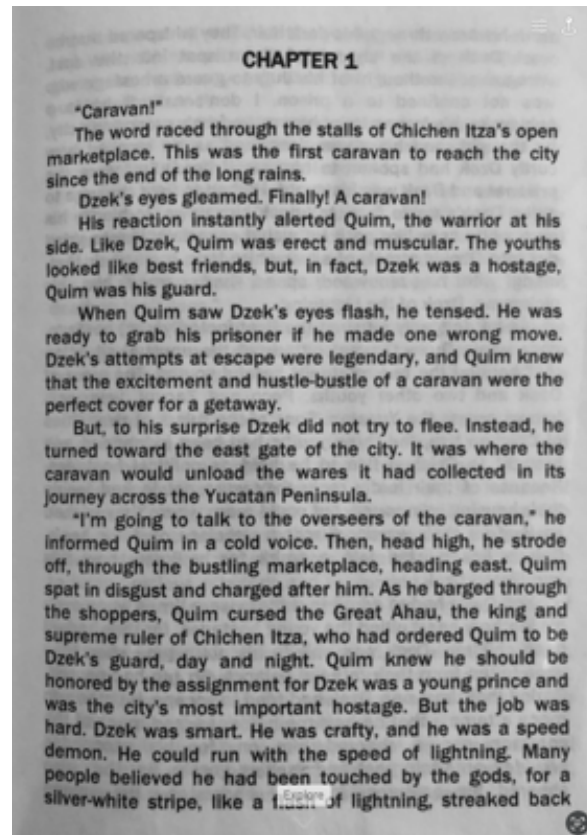 CHAPTER 1
“Caravan!”
The word raced through the stalls of Chichen Itza’s open
marketplace. This was the first caravan to reach the city
since the end of the long rains.
Dzek’s eyes gleamed. Finally! A caravan!
His reaction instantly alerted Quim, the warrior at his
side. Like Dzek, Quim was erect and muscular. The youths
looked like best friends, but, in fact, Dzek was a hostage,
Quim was his guard.
When Quim saw Dzek’s eyes flash, he tensed. He was
ready to grab his prisoner if he made one wrong move.
Dzek’s attempts at escape were legendary, and Quim knew
that the excitement and hustle-bustle of a caravan were the
perfect cover for a getaway.
But, to his surprise Dzek did not try to flee. Instead, he
turned toward the east gate of the city. It was where the
caravan would unload the wares it had collected in its
journey across the Yucatan Peninsula.
“I’m going to talk to the overseers of the caravan,” he
informed Quim in a cold voice. Then, head high, he strode
off, through the bustling marketplace, heading east. Quim
spat in disgust and charged after him. As he barged through
the shoppers, Quim cursed the Great Ahau, the king and
supreme ruler of Chichen Itza, who had ordered Quim to be
Dzek’s guard, day and night. Quim knew he should be
honored by the assignment for Dzek was a young prince and
was the city’s most important hostage. But the job was
hard. Dzek was smart. He was crafty, and he was a speed
demon. He could run with the speed of lightning. Many
people believed he had been touched by the gods, for a
silver-white stripe, like a flash of lightning, streaked back
Explore